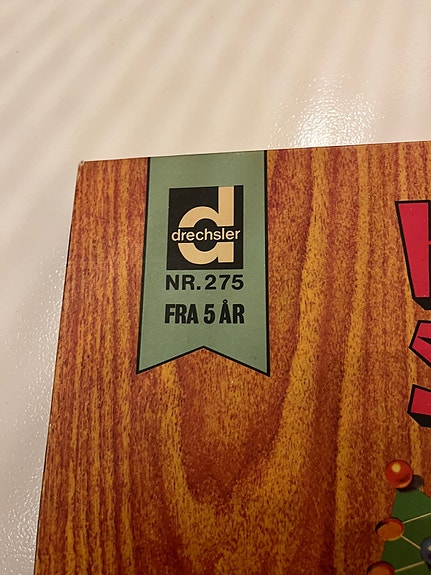 drechsler
NR. 275
FRA 5 ÅR